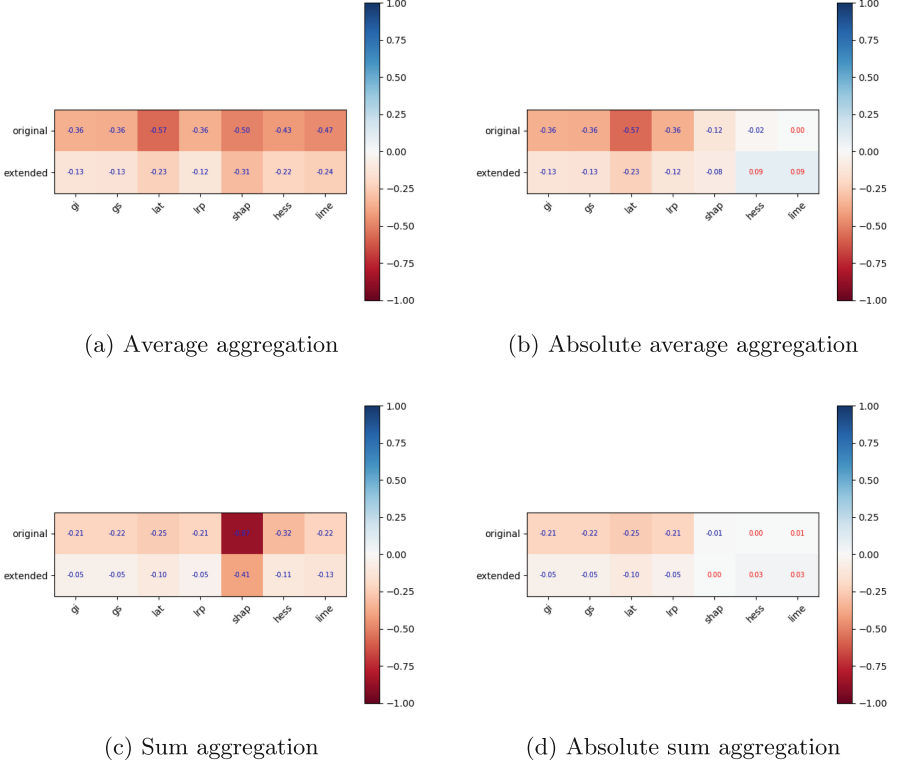 1.00
0.75
0.50
0.25
0.00
−0.25
−0.50
−0.75
−1.00
original
-0.36 -0.36 -0.57 -0.36 -0.50 -0.43 -0.47
extended
-0.13 -0.13 -0.23 -0.12 -0.31 -0.22 -0.24
gi gs lat lrp shap hess lime
(a) Average aggregation
1.00
0.75
0.50
0.25
0.00
−0.25
−0.50
−0.75
−1.00
original
-0.36 -0.36 -0.57 -0.36 -0.12 -0.02 0.00
extended
-0.13 -0.13 -0.23 -0.12 -0.08 0.09 0.09
gi gs lat lrp shap hess lime
(b) Absolute average aggregation
1.00
0.75
0.50
0.25
0.00
−0.25
−0.50
−0.75
−1.00
original
-0.21 -0.22 -0.25 -0.21 -0.32 -0.22
extended
-0.05 -0.05 -0.10 -0.05 -0.41 -0.11 -0.13
gi gs lat lrp shap hess lime
(c) Sum aggregation
1.00
0.75
0.50
0.25
0.00
−0.25
−0.50
−0.75
−1.00
original
-0.21 -0.22 -0.25 -0.21 -0.01 0.00 0.01
extended
-0.05 -0.05 -0.10 -0.05 0.00 0.03 0.03
gi gs lat lrp shap hess lime
(d) Absolute sum aggregation